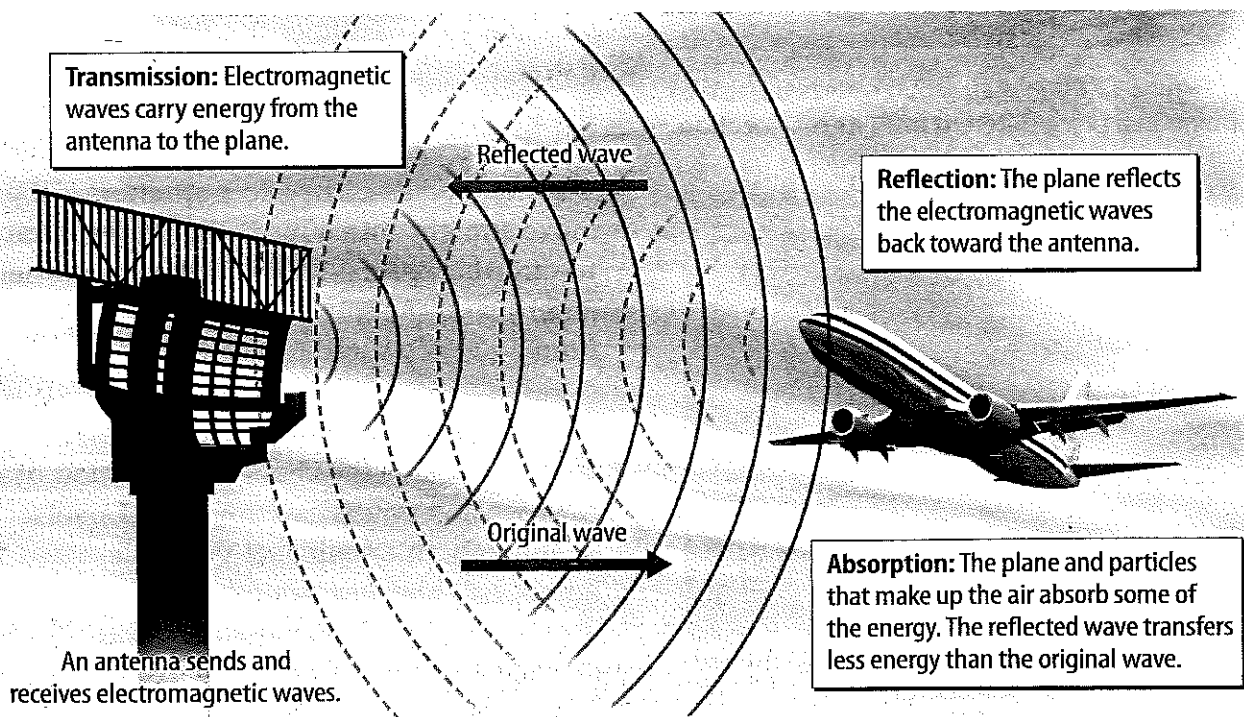 Transmission: Electromagnetic
waves carry energy from the
antenna to the plane.
Reflected wave
Reflection: The plane reflects
the electromagnetic waves
back toward the antenna.
Original wave
Absorption: The plane and particles
that make up the air absorb some of
the energy. The reflected wave transfers
less energy than the original wave.
An antenna sends and
receives electromagnetic waves.